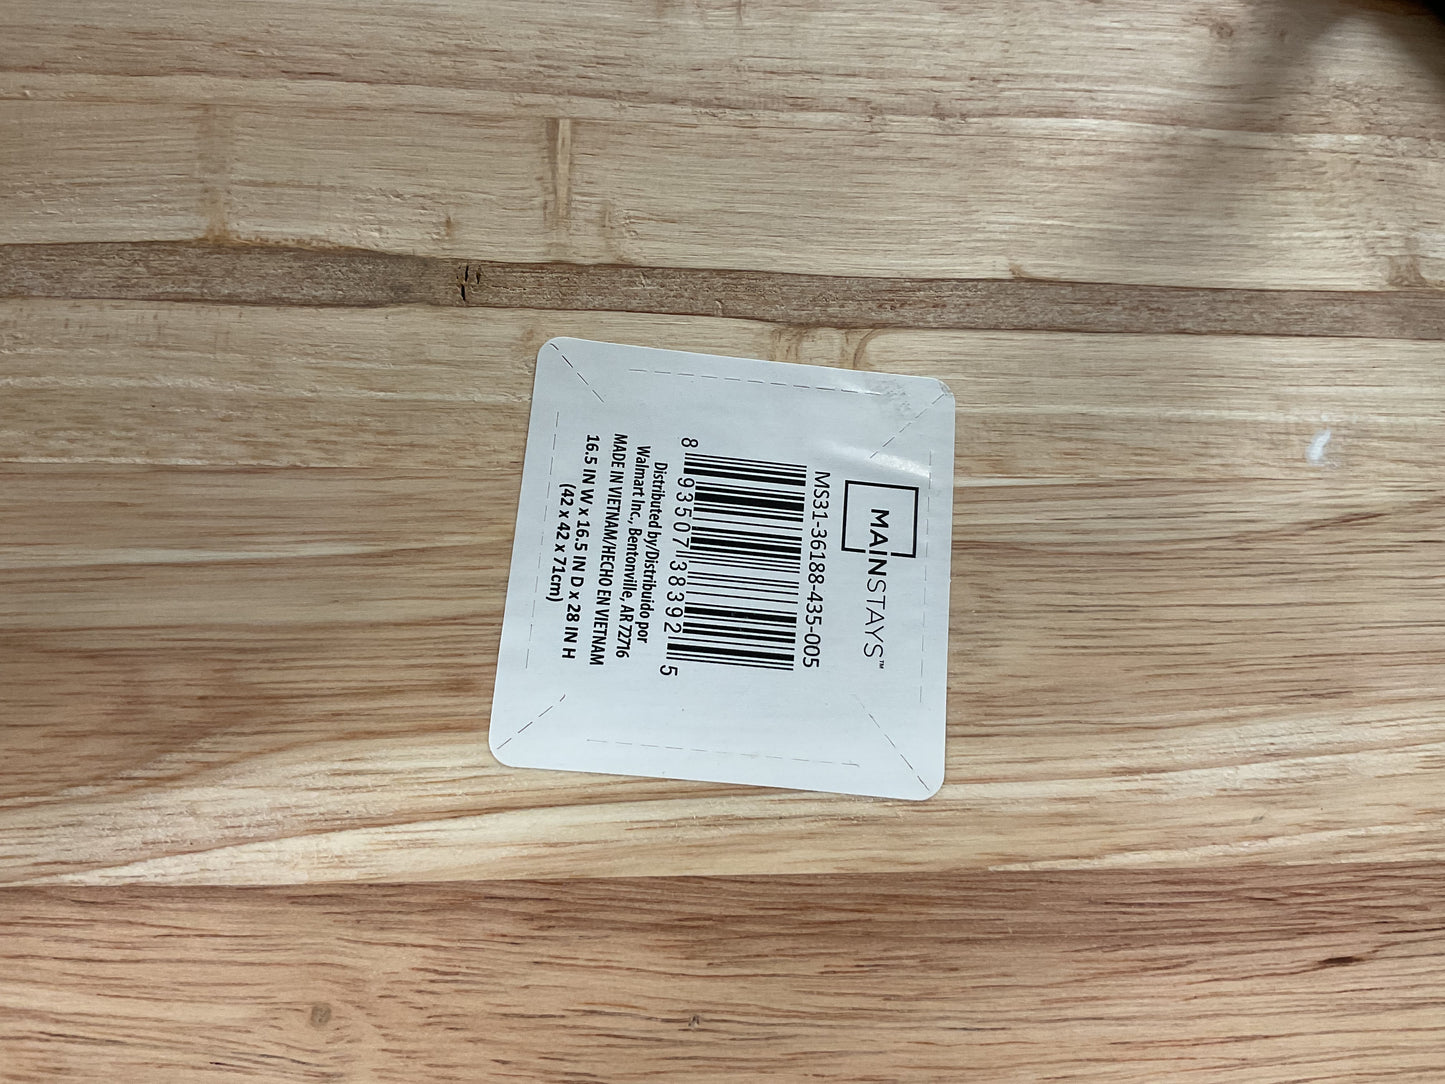 MAINSTAYS™
MS31-36188-435-005
8 93507 38392 5
Distributed by/Distribuido por
Walmart Inc., Bentonville, AR 72716
MADE IN VIETNAM/HECHO EN VIETNAM
16.5 IN W x 16.5 IN D x 28 IN H
(42 x 42 x 71cm)